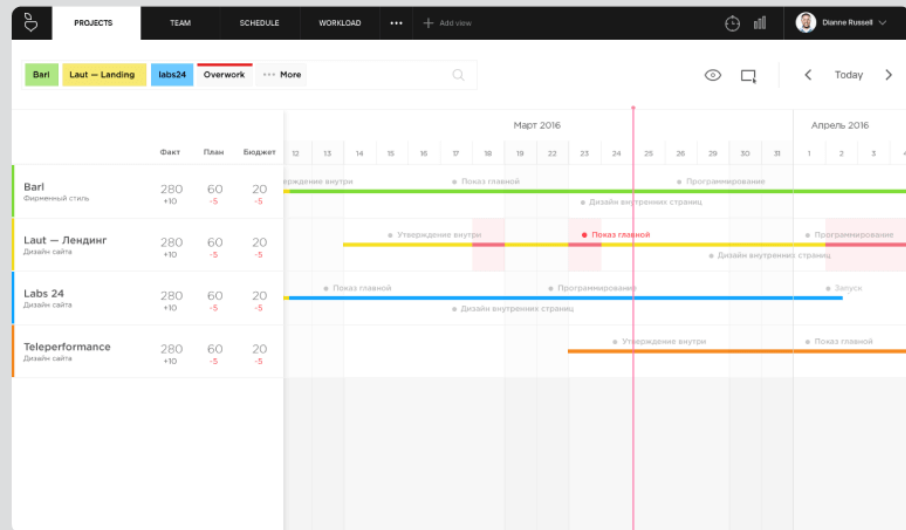 PROJECTS TEAM SCHEDULE WORKLOAD ••• + Add view Dianne Russell
Barl Laut — Landing labs24 Overwork ••• More Today
Март 2016 Апрель 2016
Факт План Бюджет 12 13 14 15 16 17 18 19 22 23 24 25 26 29 30 31 1 2 3 4
Barl 280 60 20 ерждение внутри Показ главной Программирование
Фирменный стиль +10 -5 -5 Дизайн внутренних страниц
Laut — Лендинг 280 60 20 Утверждение внутри Показ главной Программирование
Дизайн сайта +10 -5 -5 Дизайн внутренних страниц
Labs 24 280 60 20 Показ главной Программирование Запуск
Дизайн сайта +10 -5 -5 Дизайн внутренних страниц
Teleperformance 280 60 20 Утверждение внутри Показ главной
Дизайн сайта +10 -5 -5